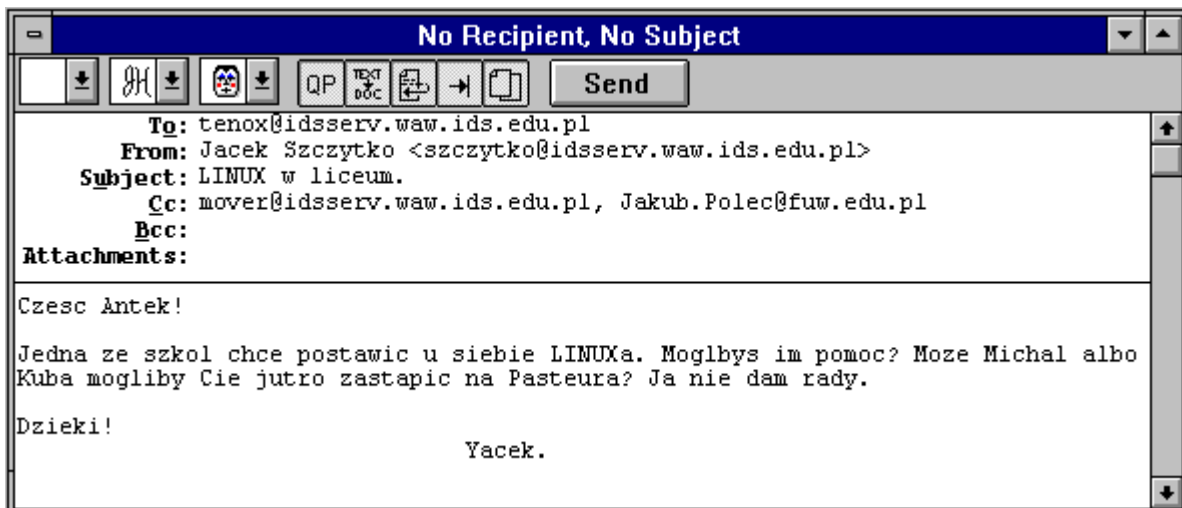 No Recipient, No Subject
QP TEXT DOC Send
To: tenox@idsserv.waw.ids.edu.pl
From: Jacek Szczytko <szczytko@idsserv.waw.ids.edu.pl>
Subject: LINUX w liceum.
Cc: mover@idsserv.waw.ids.edu.pl, Jakub.Polec@fuw.edu.pl
Bcc:
Attachments:
Czesc Antek!
Jedna ze szkol chce postawic u siebie LINUXa. Moglbys im pomoc? Moze Michal albo
Kuba mogliby Cie jutro zastapic na Pasteura? Ja nie dam rady.
Dzieki!
Yacek.